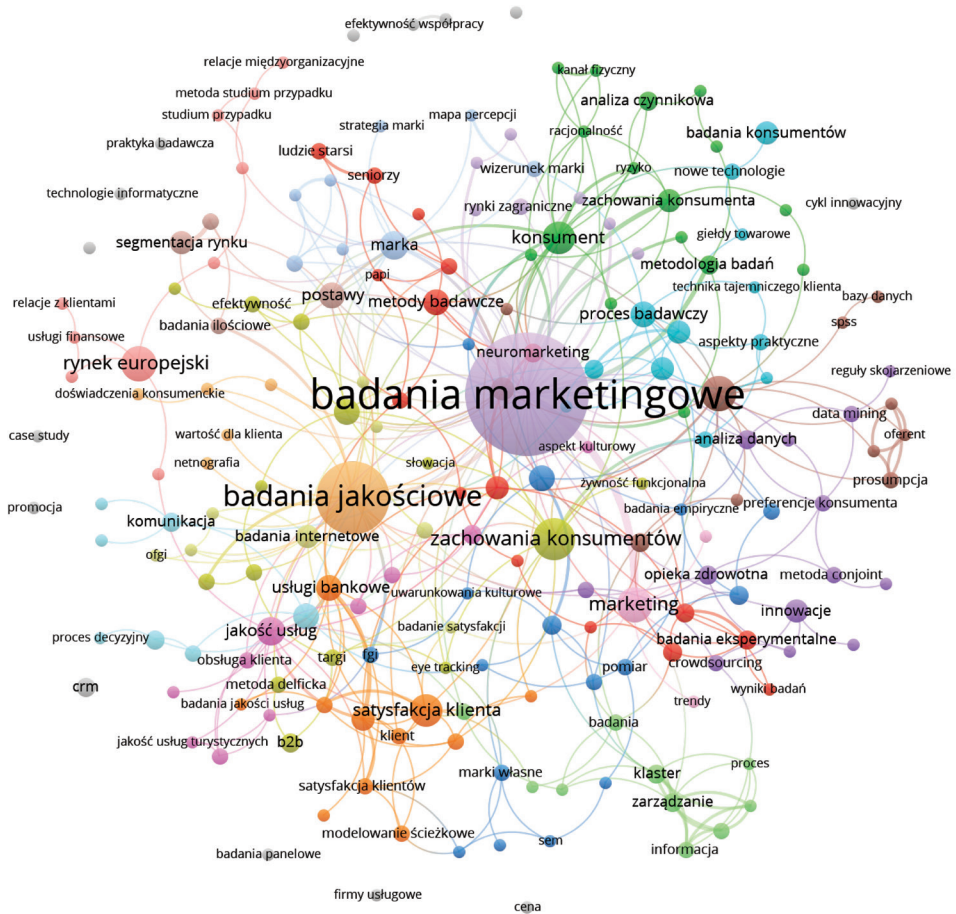 efektywność współpracy
relacje międzyorganizacyjne
kanał fizyczny
metoda studium przypadku
analiza czynnikowa
studium przypadku
strategia marki
mapa percepcji
racjonalność
badania konsumentów
praktyka badawcza
ludzie starsi
wizerunek marki
ryzyko
nowe technologie
seniorzy
technologie informatyczne
rynki zagraniczne
zachowania konsumenta
cykl innowacyjny
segmentacja rynku
marka
konsument
giełdy towarowe
metodologia badań
papi
technika tajemniczego klienta
relacje z klientami
efektywność
postawy
metody badawcze
bazy danych
badania ilościowe
proces badawczy
spss
usługi finansowe
neuromarketing
aspekty praktyczne
rynek europejski
reguły skojarzeniowe
doświadczenia konsumenckie
badania marketingowe
data mining
case study
wartość dla klienta
aspekt kulturowy
analiza danych
oferent
netnografia
słowacja
żywność funkcjonalna
prosumpcja
promocja
badania jakościowe
preferencje konsumenta
komunikacja
badania empiryczne
badania internetowe
zachowania konsumentów
ofgi
usługi bankowe
opieka zdrowotna
metoda conjoint
uwarunkowania kulturowe
marketing
innowacje
proces decyzyjny
jakość usług
badanie satysfakcji
badania eksperymentalne
obsługa klienta
targi
fgi
eye tracking
pomiar
crowdsourcing
crm
metoda delficka
wyniki badań
badania jakości usług
satysfakcja klienta
trendy
badania
jakość usług turystycznych
b2b
klient
proces
marki własne
klaster
satysfakcja klientów
zarządzanie
modelowanie ścieżkowe
sem
informacja
badania panelowe
firmy usługowe
cena